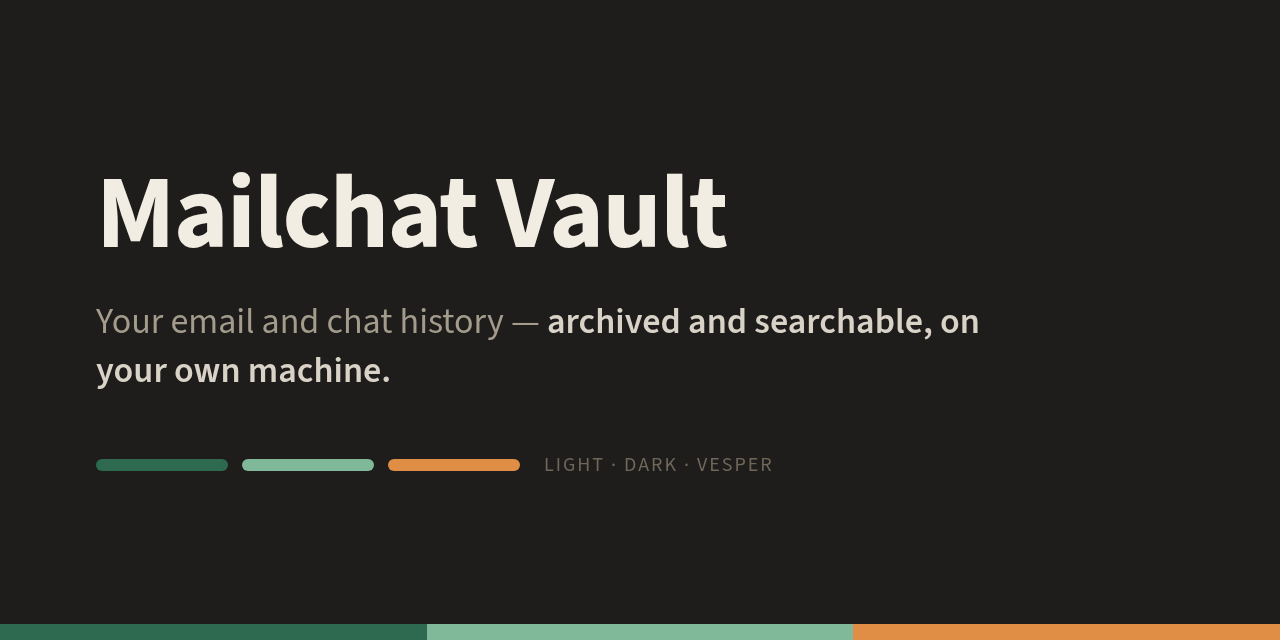 Mailchat Vault
Your email and chat history — archived and searchable, on
your own machine.
LIGHT · DARK · VESPER